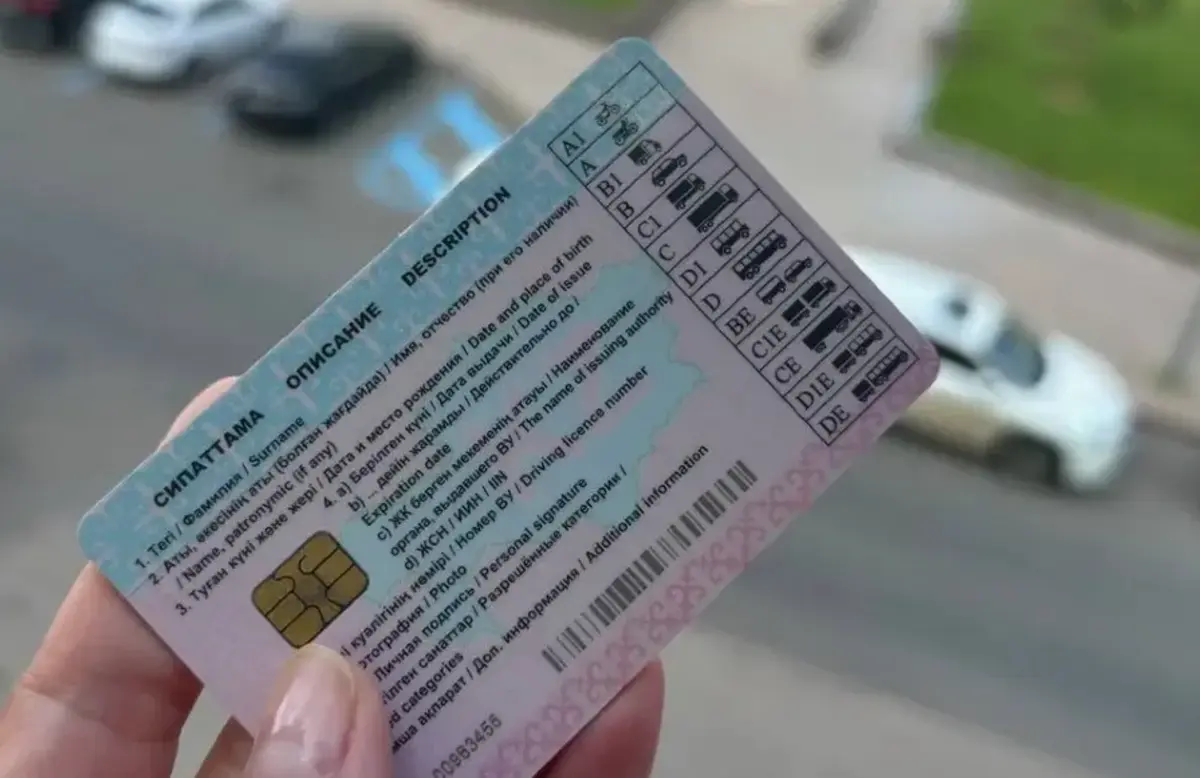 СИПАТТАМА ОПИСАНИЕ DESCRIPTION
1. Тегі / Фамилия / Surname
2. Аты, әкесінің аты (болған жағдайда) / Имя, отчество (при его наличии)
/ Name, patronymic (if any)
3. Туған күні және жері / Дата и место рождения / Date and place of birth
4. a) Берілген күні / Дата выдачи / Date of issue
b) ... дейін жарамды / Действительно до /
Expiration date
c) ЖК берген мекеменің атауы / Наименование
органа, выдавшего ВУ / The name of issuing authority
d) ЖСН / ИИН / IIN
куәлігінің нөмірі / Номер ВУ / Driving licence number
/ Photo
Личная подпись / Personal signature
санаттар / Разрешённые категории /
categories
ақпарат / Доп. информация / Additional information
A1
A
B1
B
C1
C
D1
D
BE
C1E
CE
D1E
DE